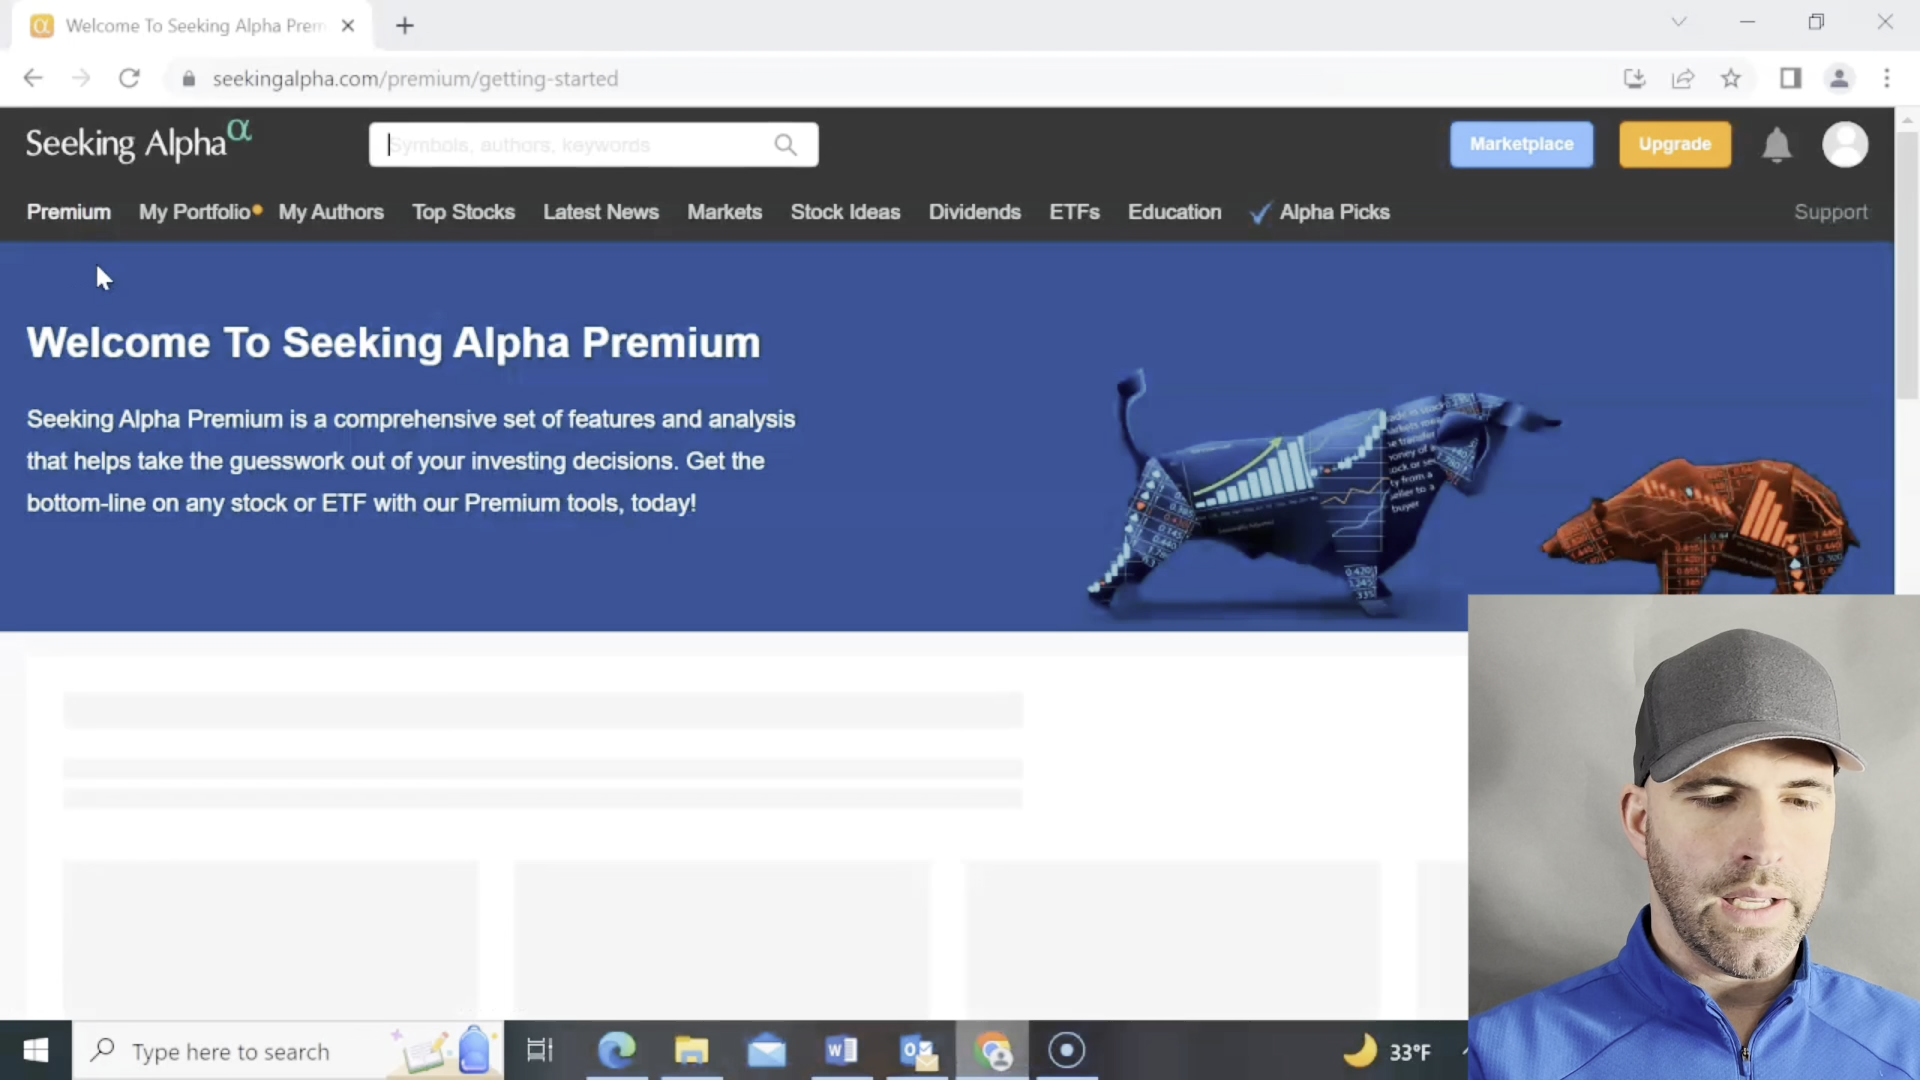 Welcome To Seeking Alpha Prem
seekingalpha.com/premium/getting-started
Seeking Alpha α
Symbols, authors, keywords
Marketplace
Upgrade
Premium My Portfolio My Authors Top Stocks Latest News Markets Stock Ideas Dividends ETFs Education Alpha Picks Support
Welcome To Seeking Alpha Premium
Seeking Alpha Premium is a comprehensive set of features and analysis
that helps take the guesswork out of your investing decisions. Get the
bottom-line on any stock or ETF with our Premium tools, today!
Type here to search
33°F